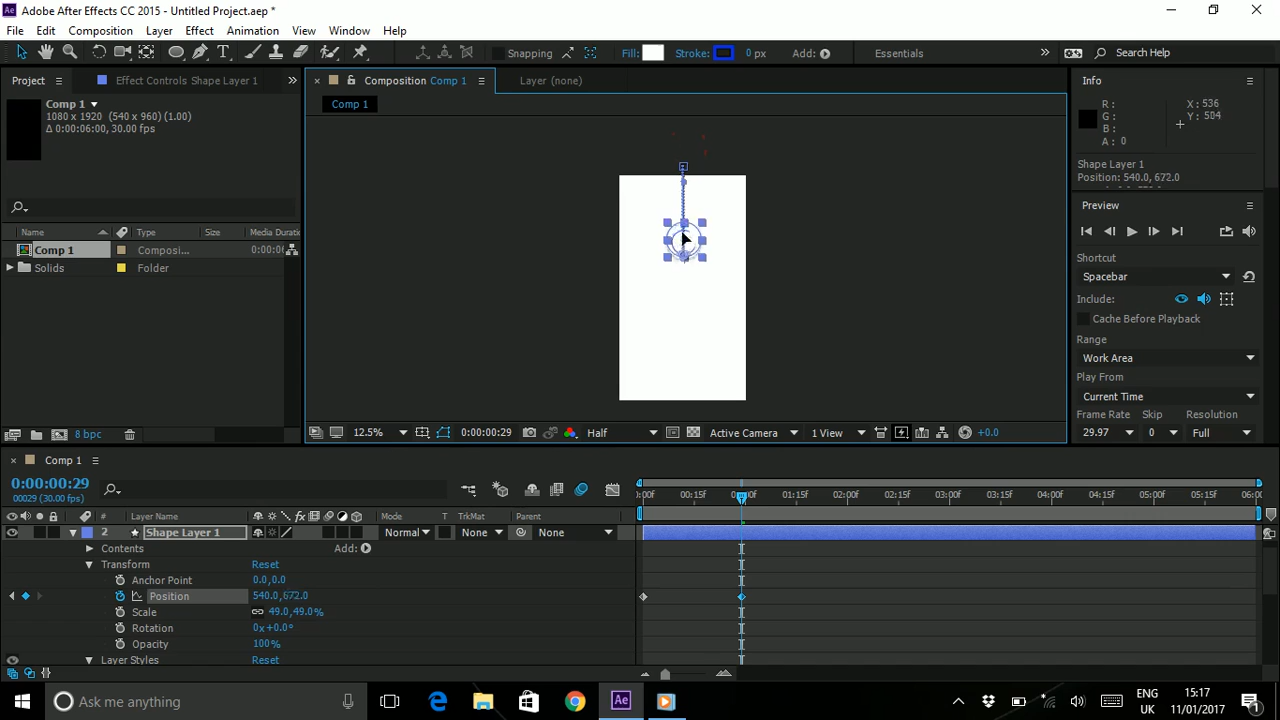 Adobe After Effects CC 2015 - Untitled Project.aep *
File Edit Composition Layer Effect Animation View Window Help
Snapping Fill: Stroke: 0 px Add: Essentials Search Help
Project Effect Controls Shape Layer 1 Composition Comp 1 Layer (none) Info
Comp 1
Comp 1
1080 x 1920 (540 x 960) (1.00)
Δ 0:00:06:00, 30.00 fps)
R: X: 536
G: Y: 504
B:
A: 0
Shape Layer 1
Position: 540.0, 672.0
Preview
Name Type Size Media Duration
Comp 1 Composi... 0:00:06
Solids Folder
Shortcut
Spacebar
Include:
Cache Before Playback
Range
Work Area
Play From
Current Time
Frame Rate Skip Resolution
29.97 0 Full
8 bpc 12.5% 0:00:00:29 Half Active Camera 1 View +0.0
Comp 1
0:00:00:29
00029 (30.00 fps)
:00f 00:15f :00f 01:15f 02:00f 02:15f 03:00f 03:15f 04:00f 04:15f 05:00f 05:15f 06:0
# Layer Name Mode T TrkMat Parent
2 Shape Layer 1 Normal None None
Contents Add:
Transform Reset
Anchor Point 0.0,0.0
Position 540.0,672.0
Scale 49.0,49.0%
Rotation 0x+0.0°
Opacity 100%
Layer Styles Reset
Ask me anything
ENG 15:17
UK 11/01/2017